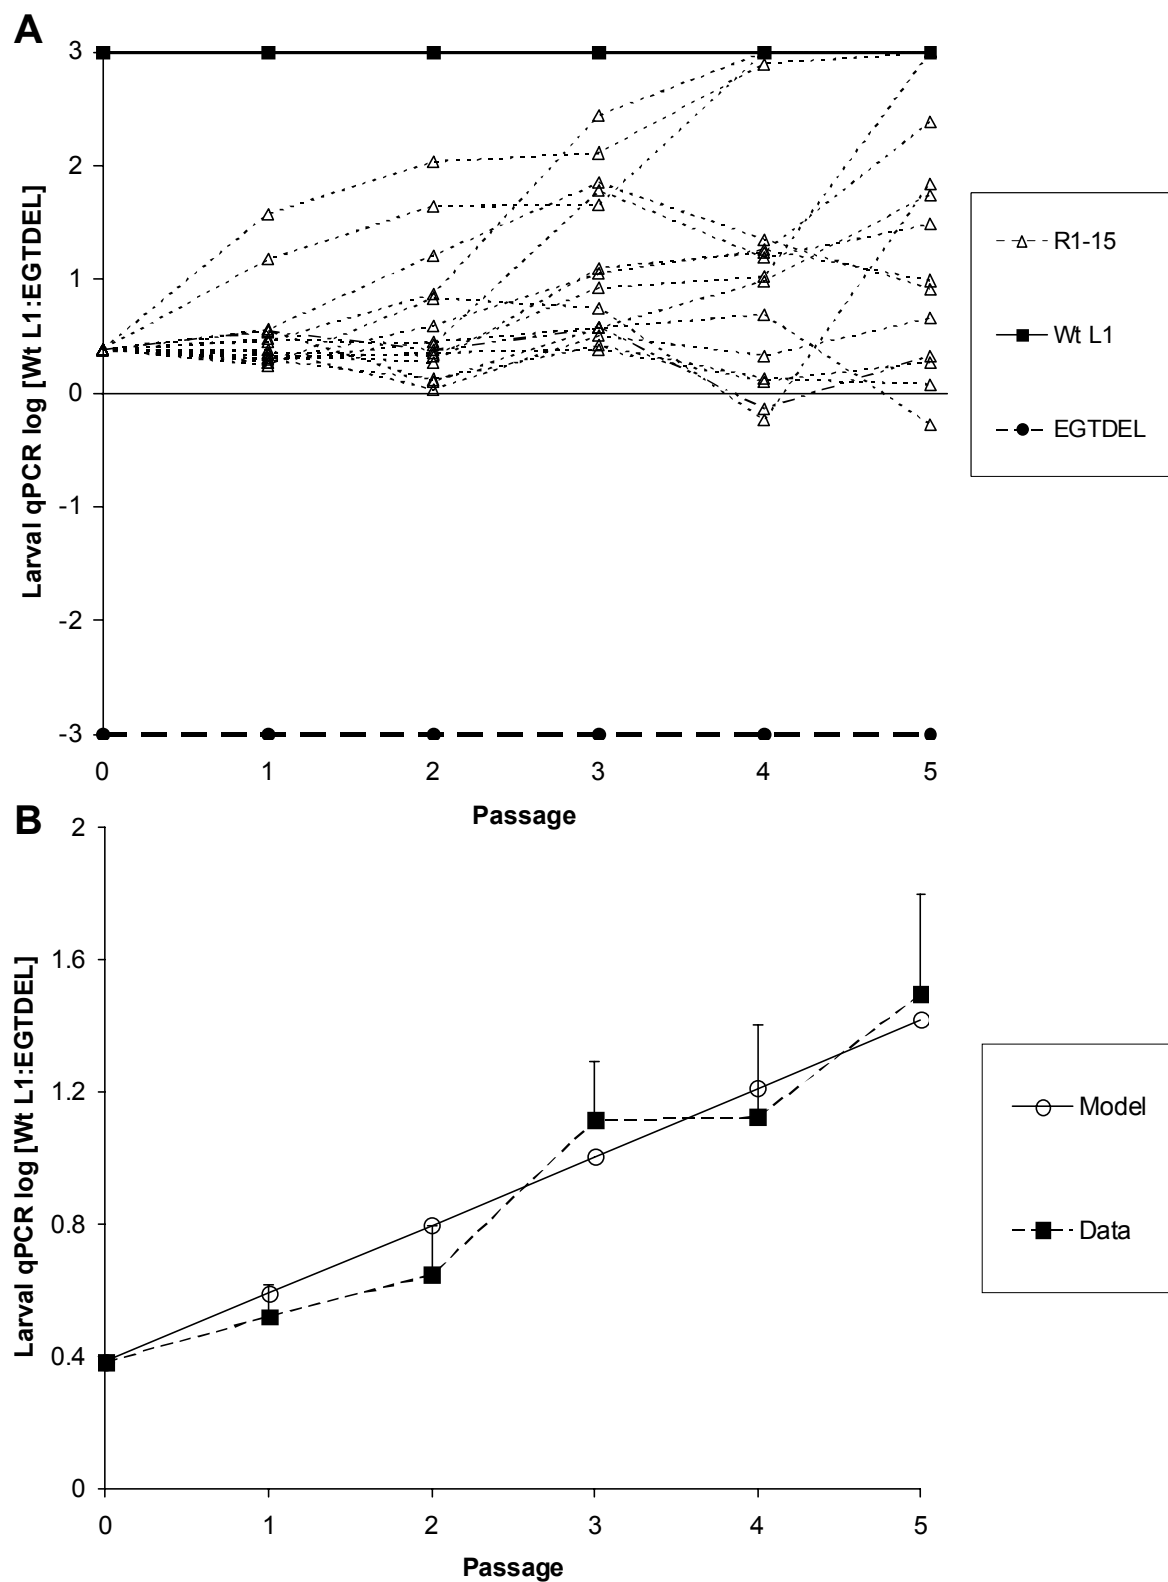 A
Larval qPCR log [Wt L1:EGTDEL]
3
2
1
0
-1
-2
-3
0 1 2 3 4 5
Passage
R1-15
Wt L1
EGTDEL
B
Larval qPCR log [Wt L1:EGTDEL]
2
1.6
1.2
0.8
0.4
0
0 1 2 3 4 5
Passage
Model
Data